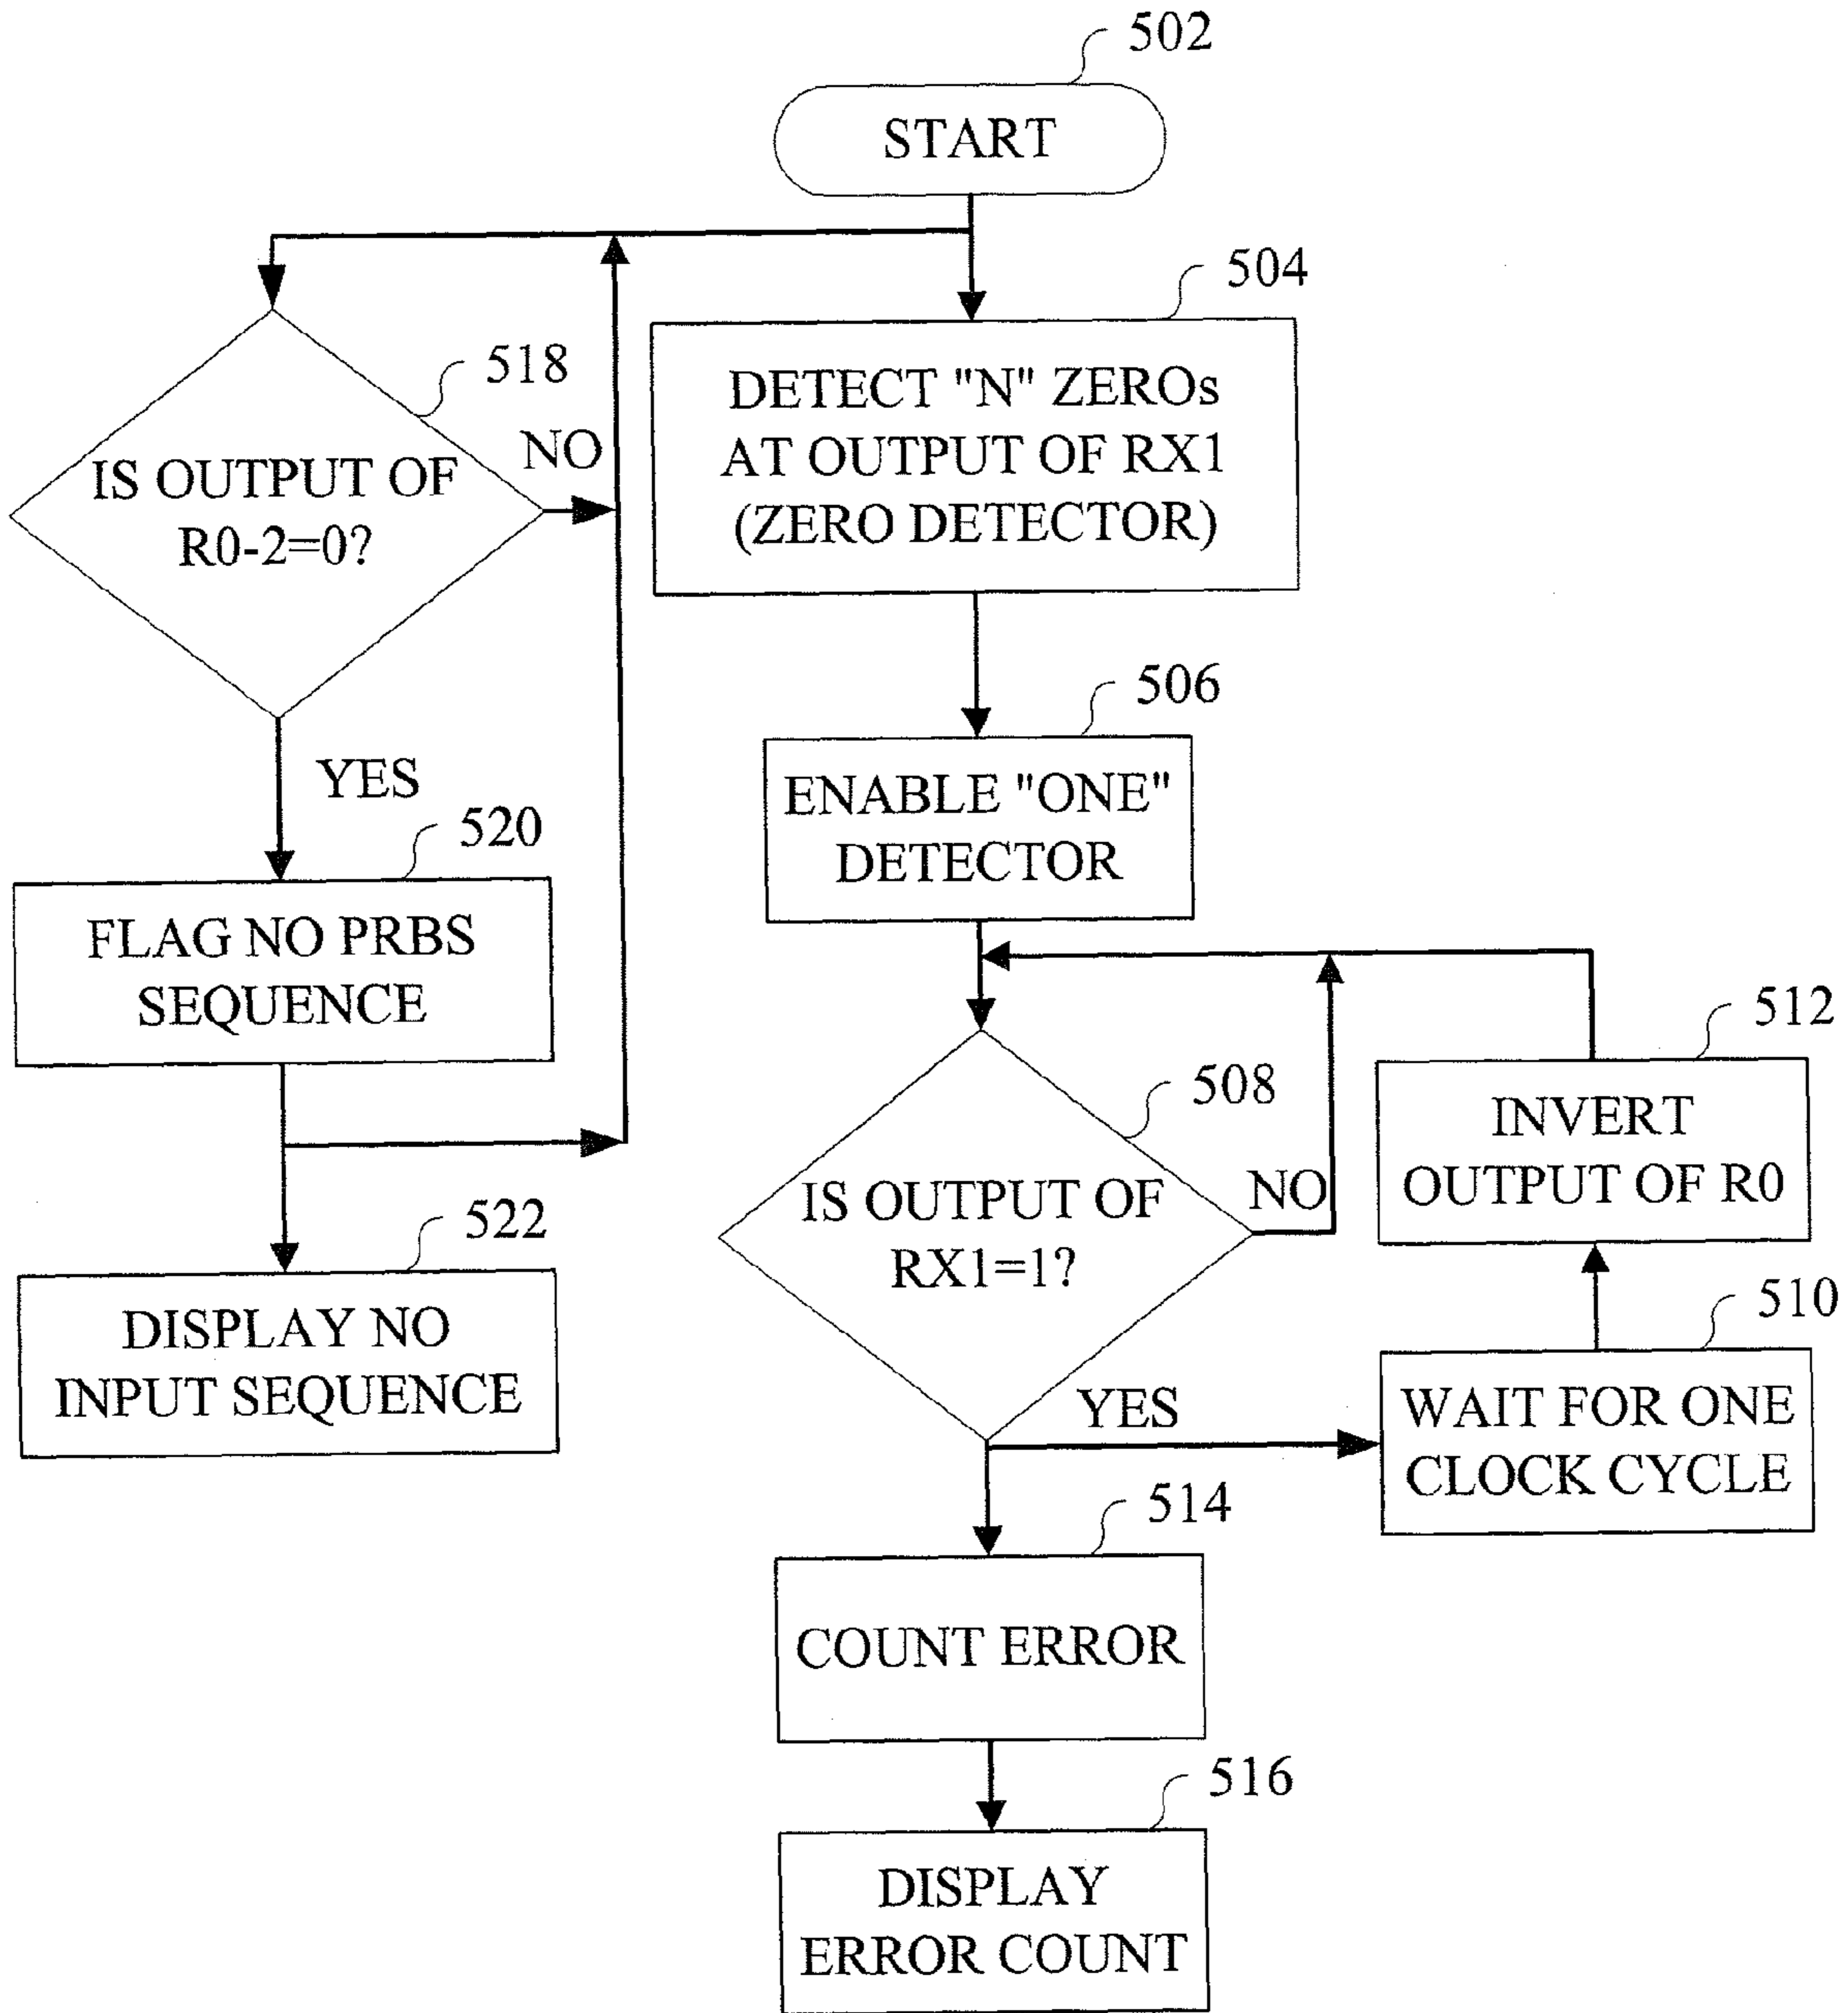 502
START
504
DETECT "N" ZEROs
AT OUTPUT OF RX1
(ZERO DETECTOR)
518
IS OUTPUT OF
R0-2=0?
NO
YES
506
ENABLE "ONE"
DETECTOR
520
FLAG NO PRBS
SEQUENCE
522
DISPLAY NO
INPUT SEQUENCE
508
IS OUTPUT OF
RX1=1?
NO
YES
512
INVERT
OUTPUT OF R0
510
WAIT FOR ONE
CLOCK CYCLE
514
COUNT ERROR
516
DISPLAY
ERROR COUNT